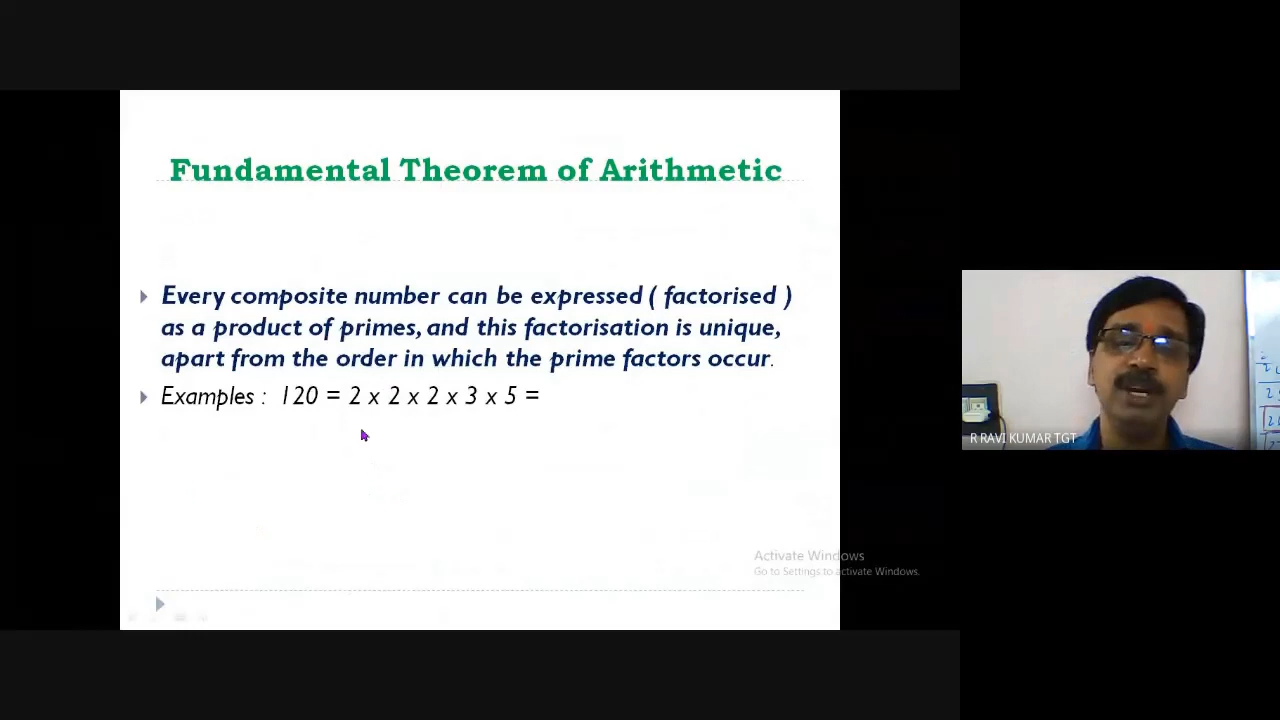 Fundamental Theorem of Arithmetic
Every composite number can be expressed ( factorised )
as a product of primes, and this factorisation is unique,
apart from the order in which the prime factors occur.
Examples : 120 = 2 x 2 x 2 x 3 x 5 =
R RAVI KUMAR TGT
Activate Windows
Go to Settings to activate Windows.